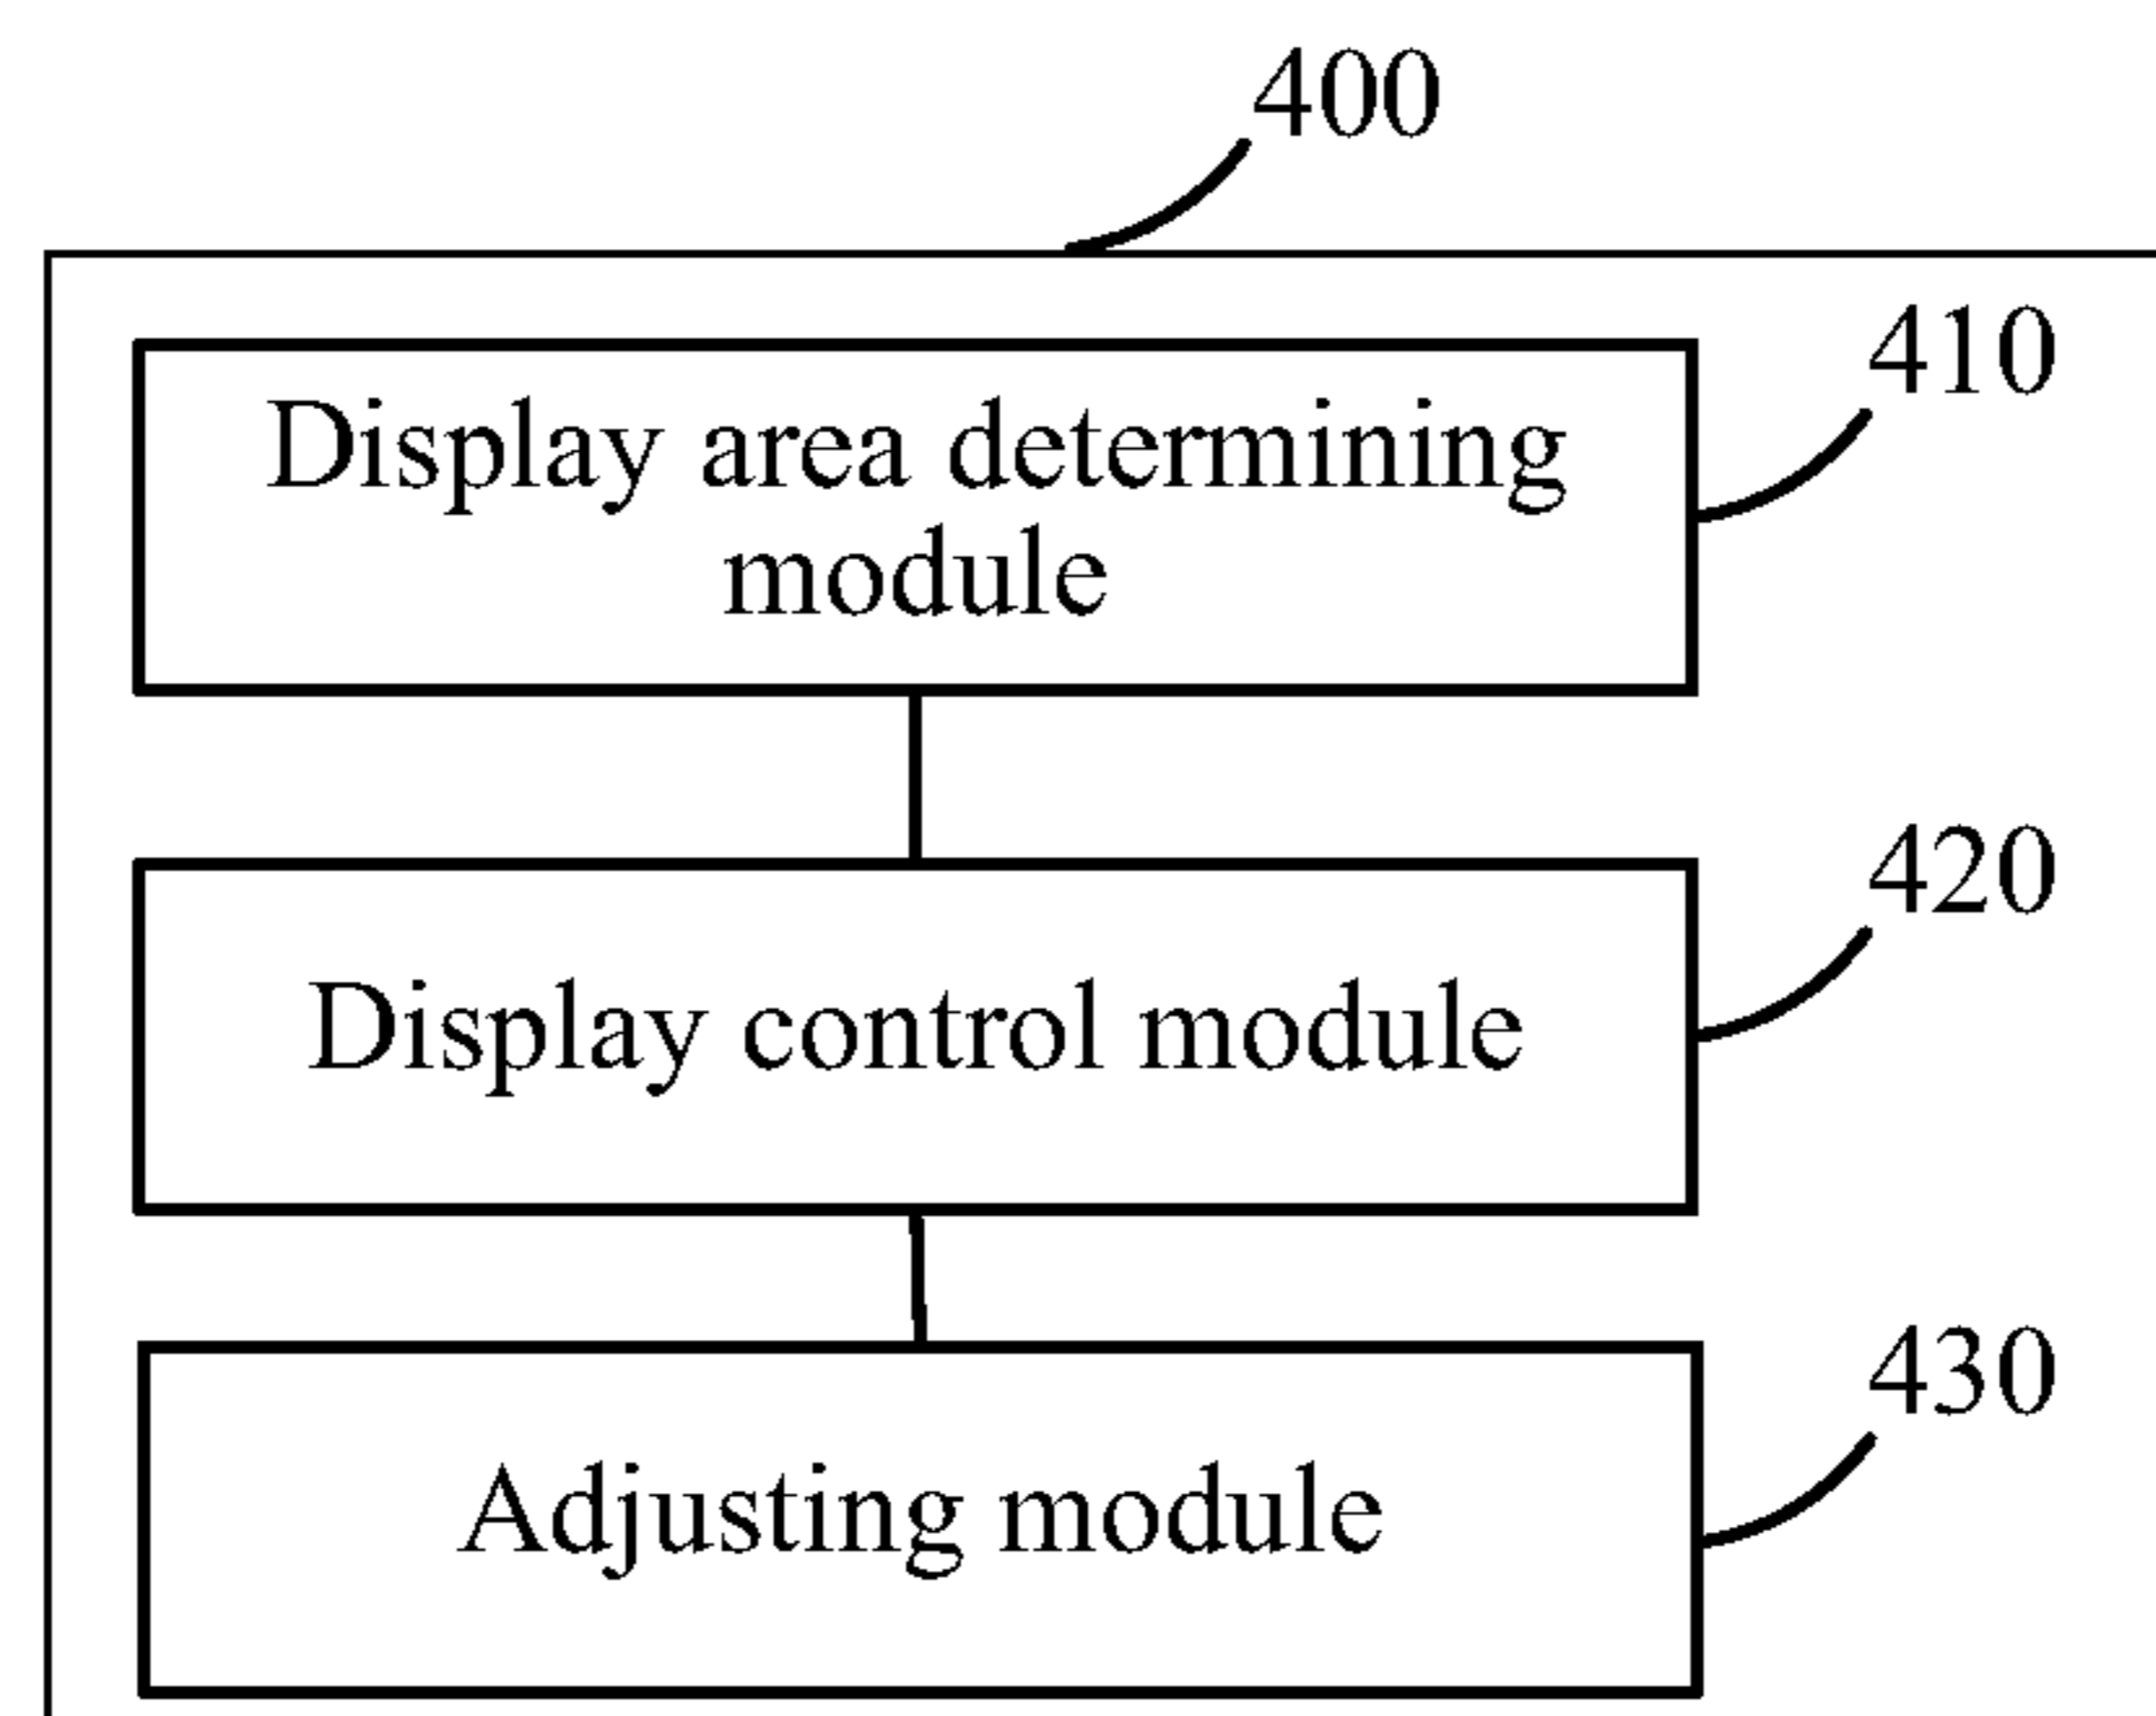 400
410
Display area determining
module
420
Display control module
430
Adjusting module